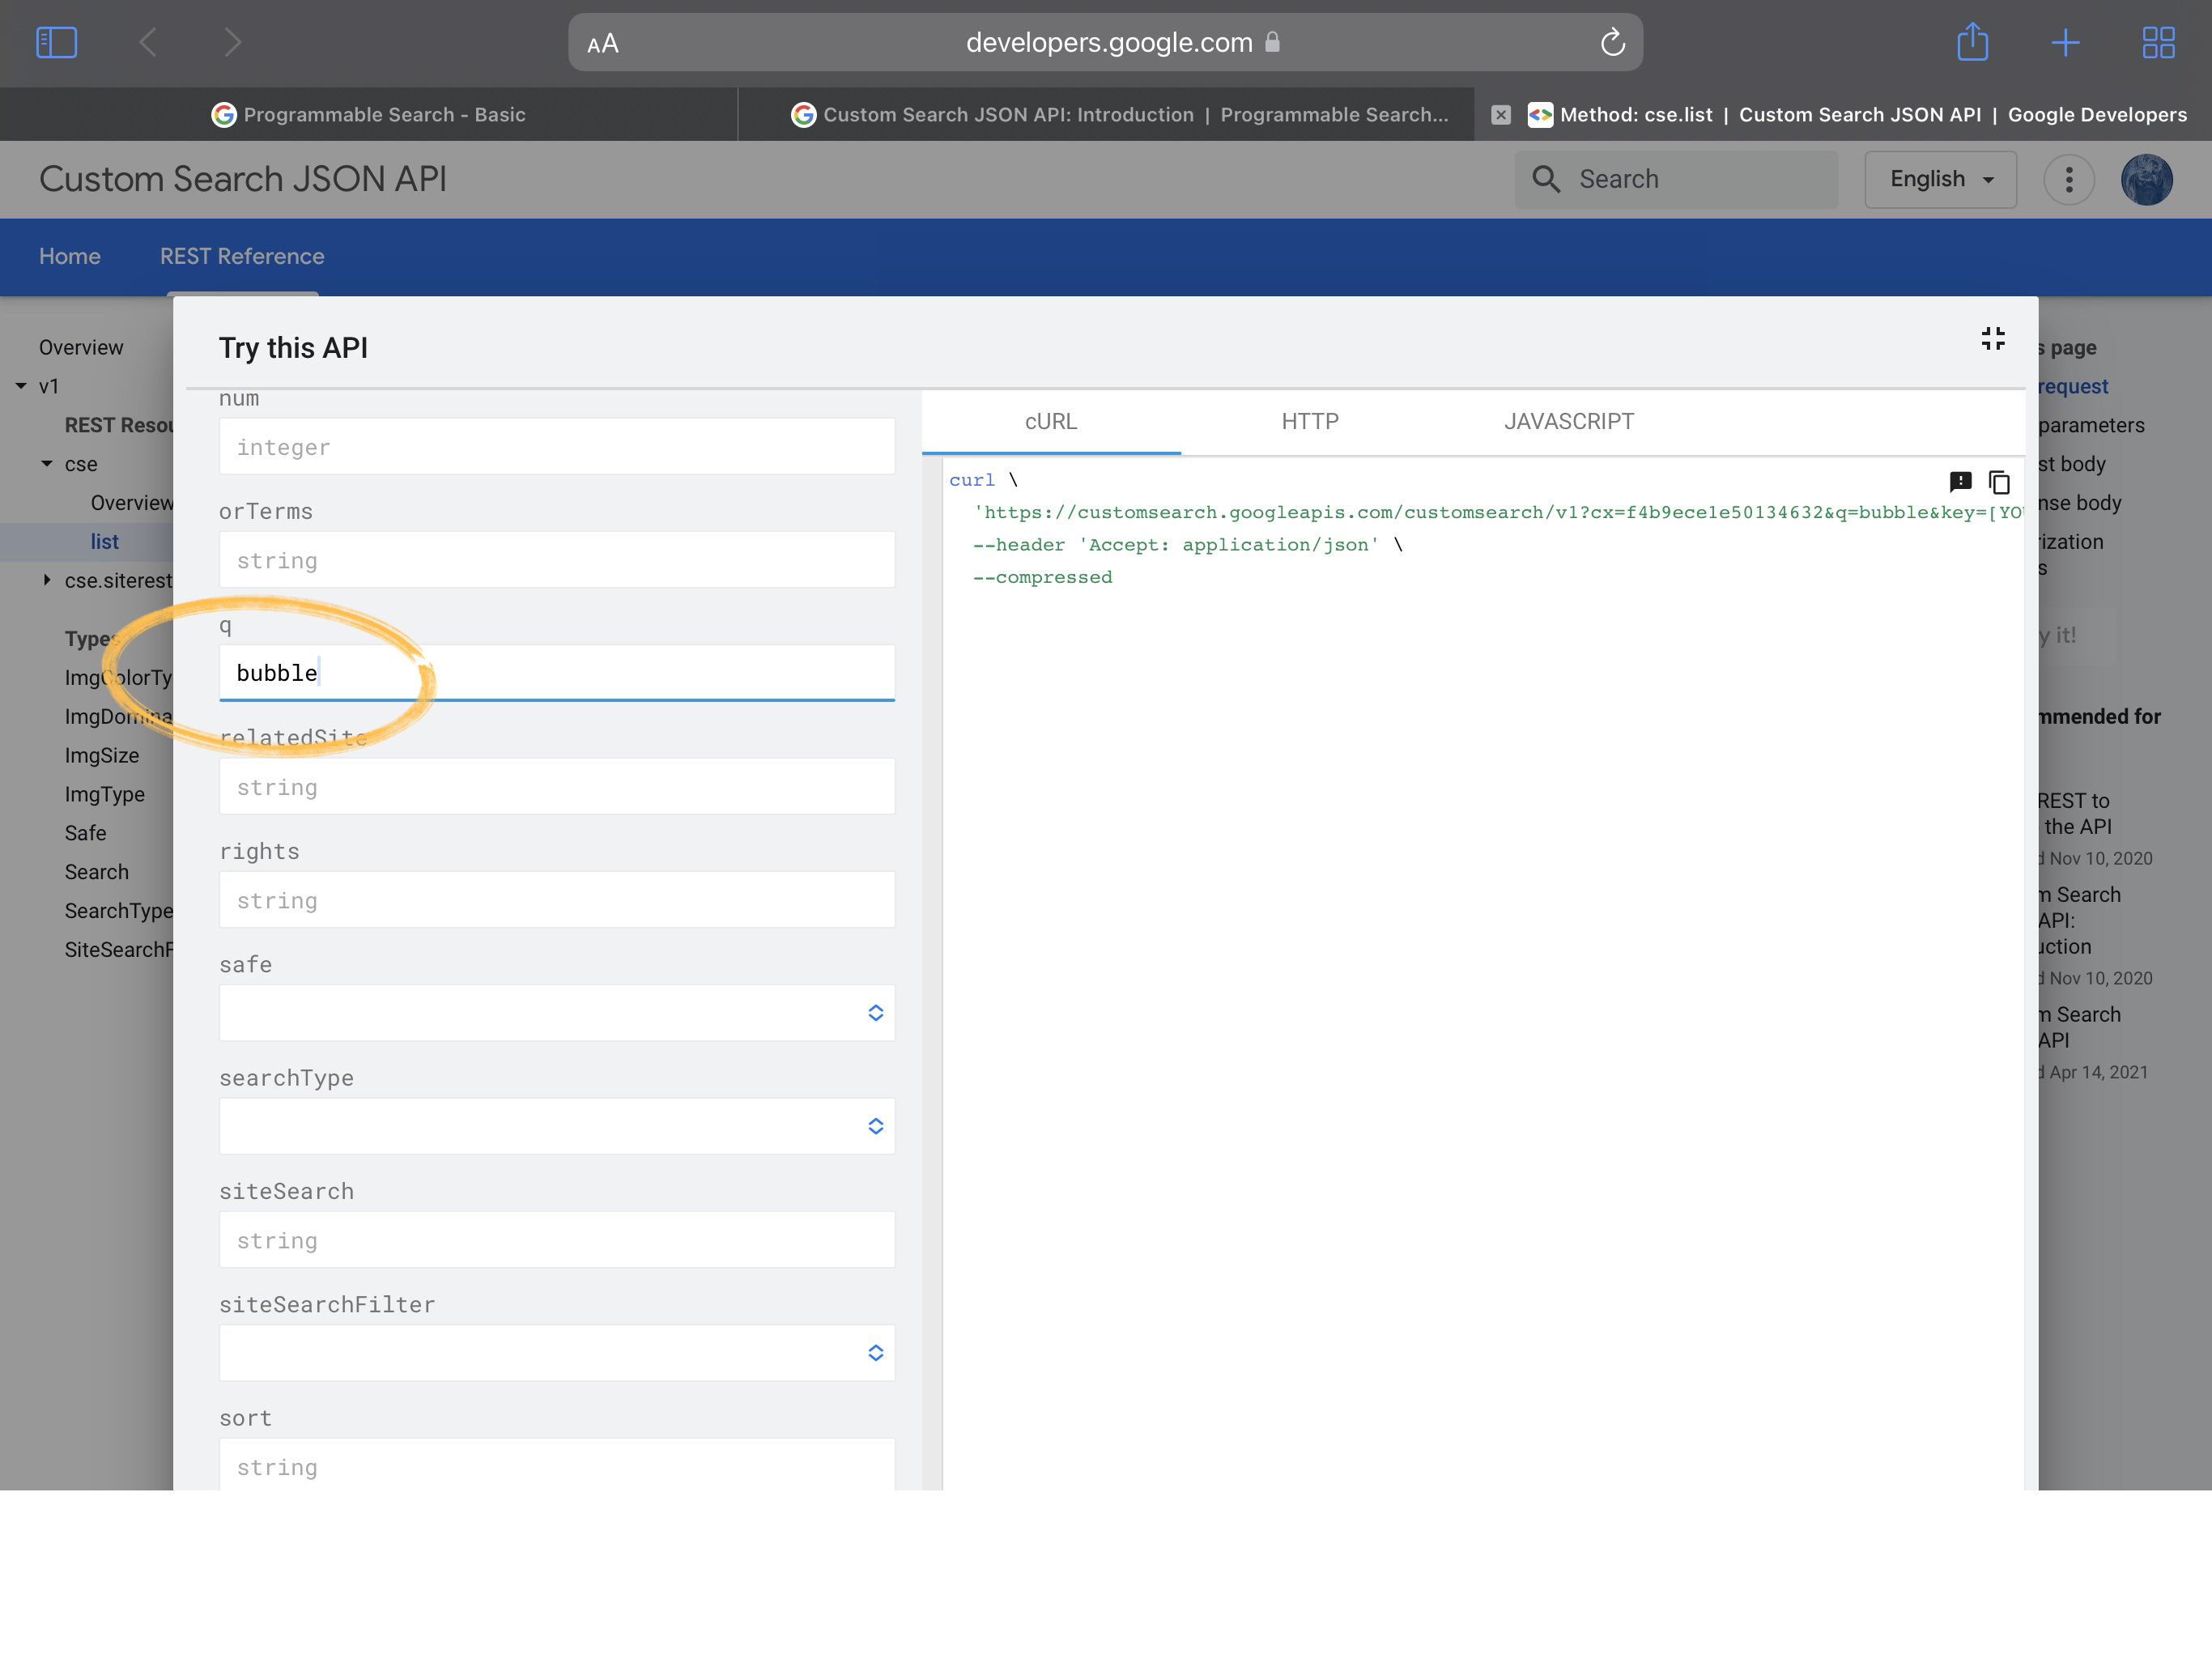 AA
developers.google.com
Programmable Search - Basic
Custom Search JSON API: Introduction | Programmable Search...
Method: cse.list | Custom Search JSON API | Google Developers
Custom Search JSON API
Search
English
Home
REST Reference
Overview
v1
REST Resou
cse
Overview
list
cse.siterest
Types
ImgColorTy
ImgDomina
ImgSize
ImgType
Safe
Search
SearchType
SiteSearchF
Try this API
num
integer
orTerms
string
q
bubble
relatedSite
string
rights
string
safe
searchType
siteSearch
string
siteSearchFilter
sort
string
cURL
HTTP
JAVASCRIPT
curl \
'https://customsearch.googleapis.com/customsearch/v1?cx=f4b9ece1e50134632&q=bubble&key=[YOU
--header 'Accept: application/json' \
--compressed
s page
request
parameters
st body
nse body
rization
s
y it!
mmended for
REST to
the API
d Nov 10, 2020
m Search
API:
uction
d Nov 10, 2020
m Search
API
d Apr 14, 2021